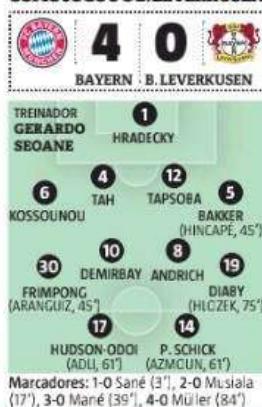 4 0
BAYERN B. LEVERKUSEN
TREINADOR
GERARDO
SEOANE
1
HRADECKY
4 12
6 5
TAH TAPSOBA
KOSSOUNOU BAKKER
(HINCAPÉ, 45')
10 8
30 19
DEMIRBAY ANDRICH
FRIMPONG DIABY
(ARANGUIZ, 45') (HLOZEK, 75')
17 14
HUDSON-ODOI P. SCHICK
(ADLI, 61') (AZMOUN, 61')
Marcadores: 1-0 Sané (3'), 2-0 Musiala
(17'), 3-0 Mané (39'), 4-0 Müller (84')